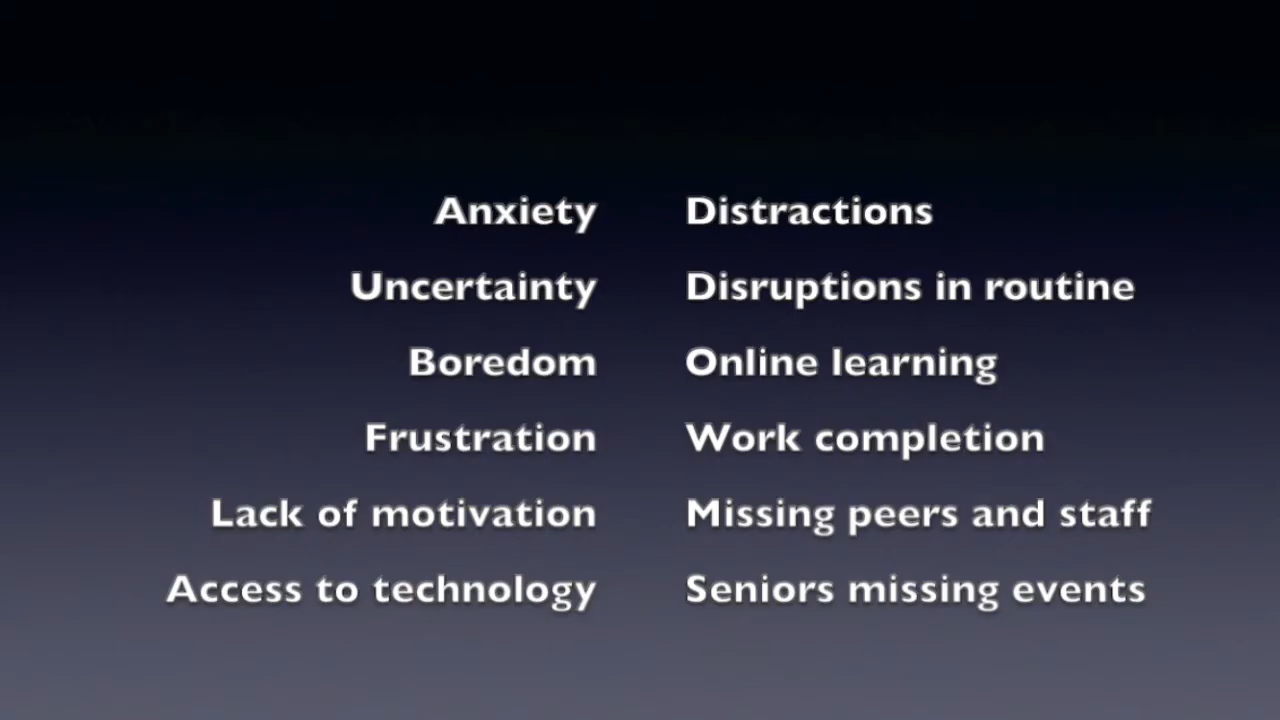 Anxiety Distractions
Uncertainty Disruptions in routine
Boredom Online learning
Frustration Work completion
Lack of motivation Missing peers and staff
Access to technology Seniors missing events